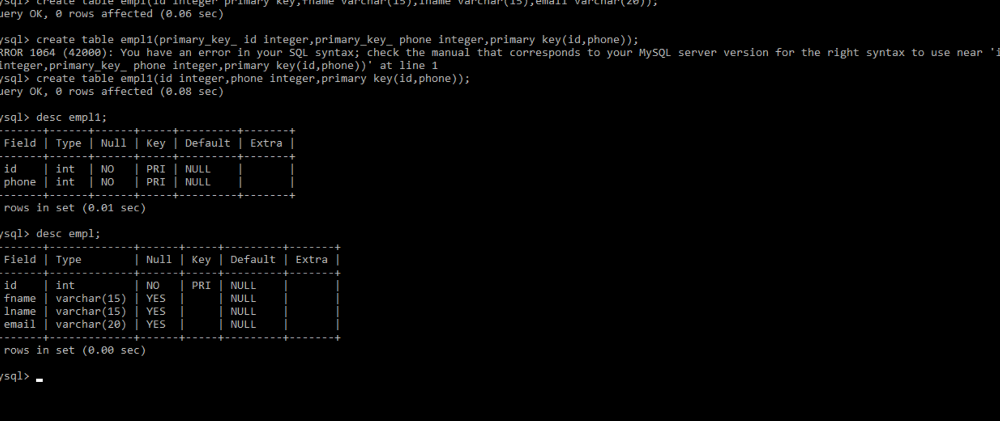 ysql> create table empl(id integer primary key,fname varchar(15),lname varchar(15),email varchar(20));
uery OK, 0 rows affected (0.06 sec)
ysql> create table empl1(primary_key_ id integer,primary_key_ phone integer,primary key(id,phone));
RROR 1064 (42000): You have an error in your SQL syntax; check the manual that corresponds to your MySQL server version for the right syntax to use near 'i
integer,primary_key_ phone integer,primary key(id,phone))' at line 1
ysql> create table empl1(id integer,phone integer,primary key(id,phone));
uery OK, 0 rows affected (0.08 sec)
ysql> desc empl1;
-------+------+------+-----+---------+-------+
Field | Type | Null | Key | Default | Extra |
-------+------+------+-----+---------+-------+
id | int | NO | PRI | NULL | |
phone | int | NO | PRI | NULL | |
-------+------+------+-----+---------+-------+
rows in set (0.01 sec)
ysql> desc empl;
-------+-------------+------+-----+---------+-------+
Field | Type | Null | Key | Default | Extra |
-------+-------------+------+-----+---------+-------+
id | int | NO | PRI | NULL | |
fname | varchar(15) | YES | | NULL | |
lname | varchar(15) | YES | | NULL | |
email | varchar(20) | YES | | NULL | |
-------+-------------+------+-----+---------+-------+
rows in set (0.00 sec)
ysql>